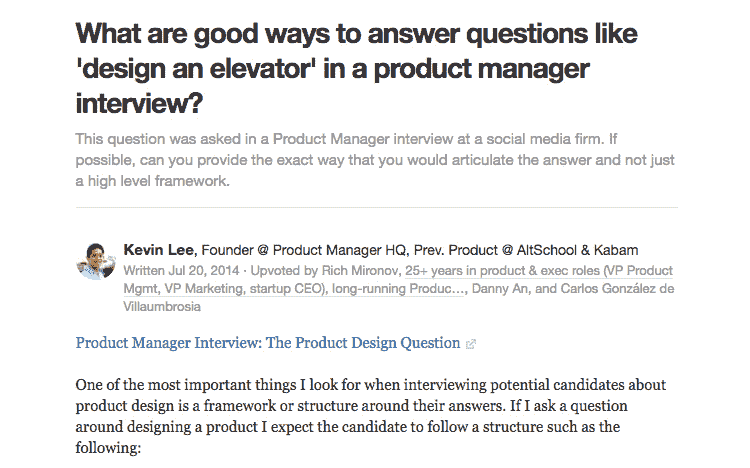 What are good ways to answer questions like
'design an elevator' in a product manager
interview?
This question was asked in a Product Manager interview at a social media firm. If
possible, can you provide the exact way that you would articulate the answer and not just
a high level framework.
Kevin Lee, Founder @ Product Manager HQ, Prev. Product @ AltSchool & Kabam
Written Jul 20, 2014 · Upvoted by Rich Mironov, 25+ years in product & exec roles (VP Product
Mgmt, VP Marketing, startup CEO), long-running Produc…, Danny An, and Carlos González de
Villaumbrosia
Product Manager Interview: The Product Design Question
One of the most important things I look for when interviewing potential candidates about
product design is a framework or structure around their answers. If I ask a question
around designing a product I expect the candidate to follow a structure such as the
following: